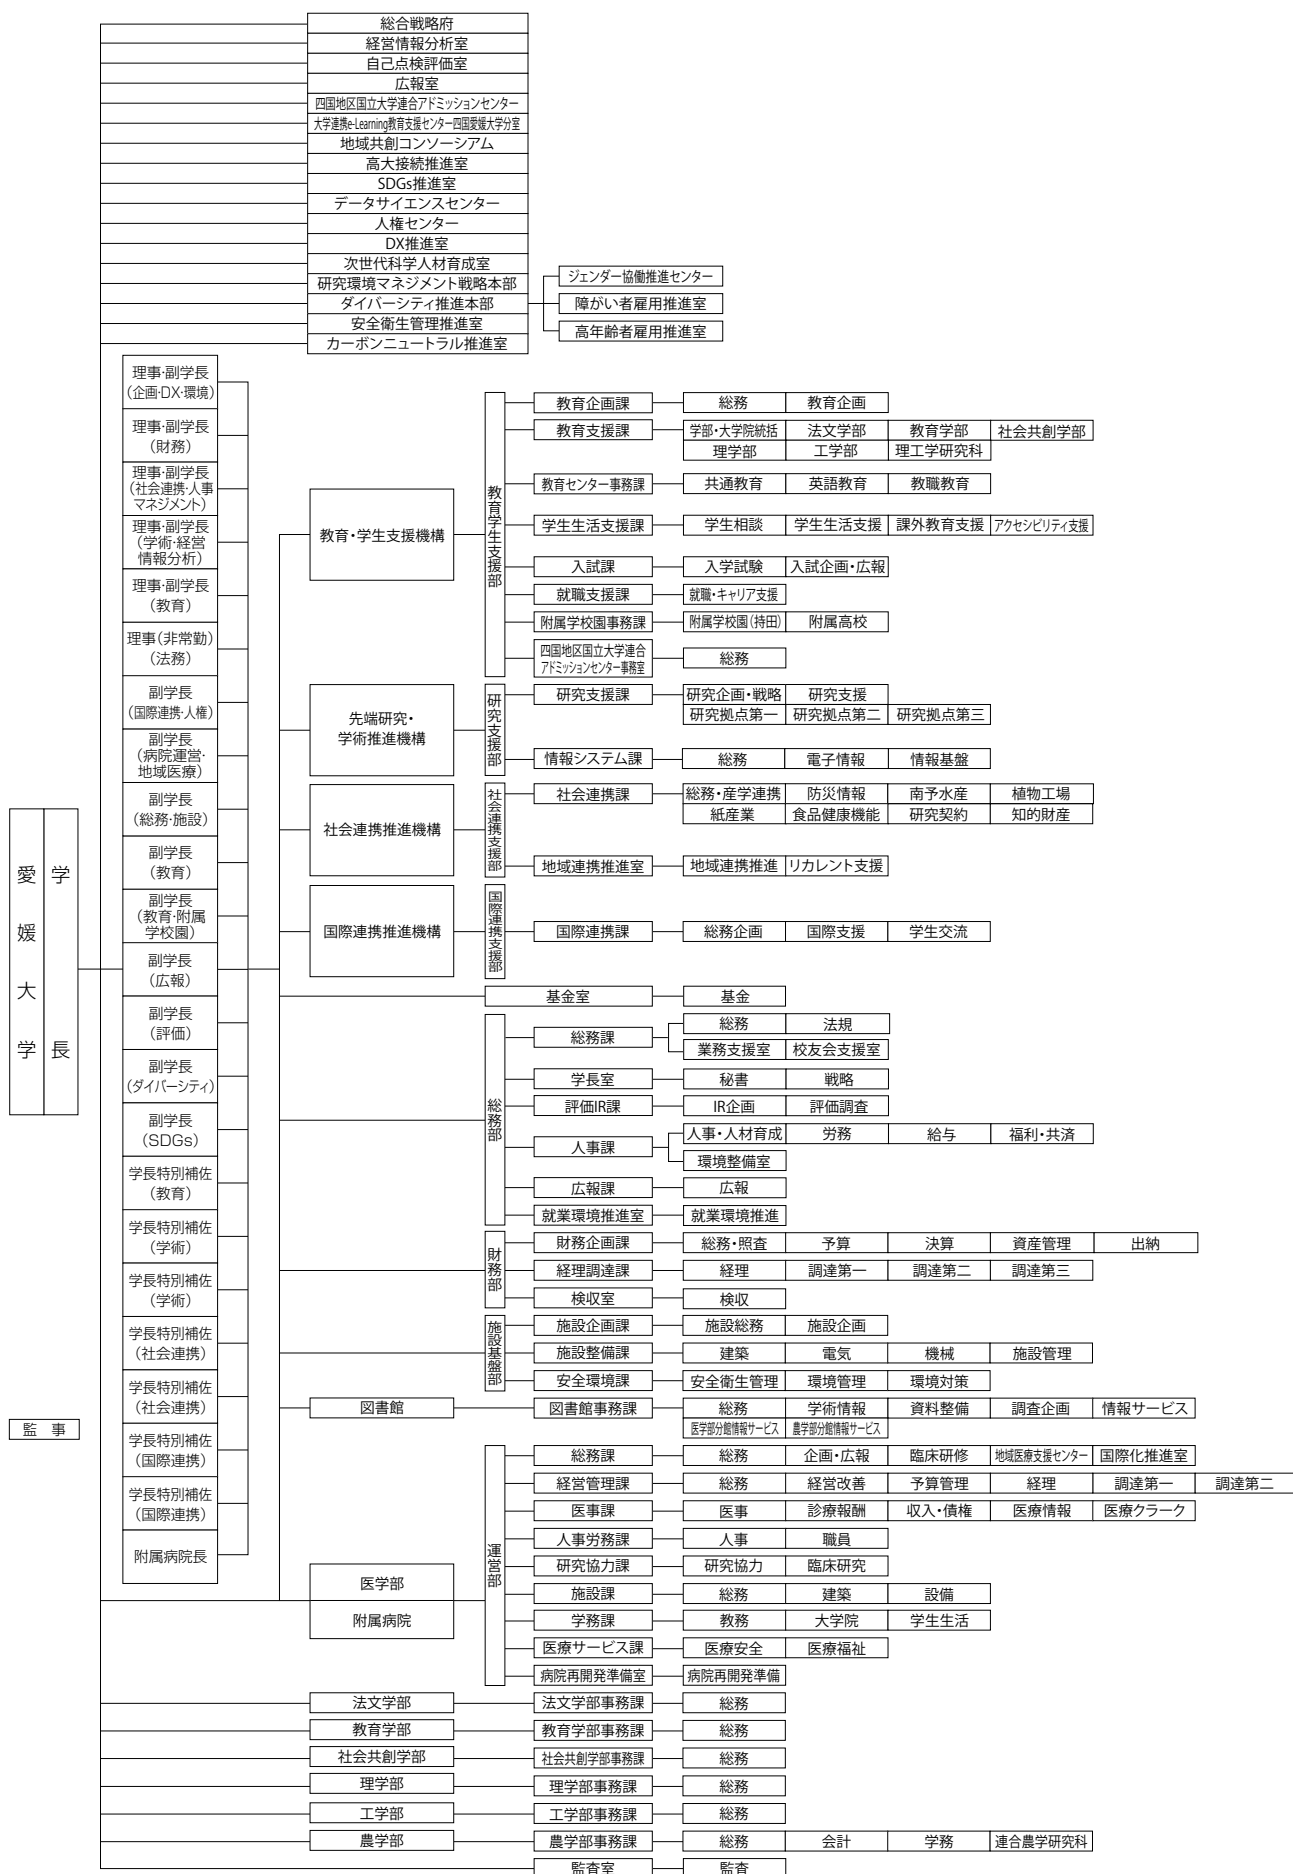 総合戦略府
経営情報分析室
自己点検評価室
広報室
四国地区国立大学連合アドミッションセンター
大学連携e-Learning教育支援センター四国愛媛大学分室
地域共創コンソーシアム
高大接続推進室
SDGs推進室
データサイエンスセンター
人権センター
DX推進室
次世代科学人材育成室
研究環境マネジメント戦略本部
ダイバーシティ推進本部
安全衛生管理推進室
カーボンニュートラル推進室
ジェンダー協働推進センター
障がい者雇用推進室
高年齢者雇用推進室
愛媛大学
学長
監 事
理事・副学長
(企画・DX・環境)
理事・副学長
(財務)
理事・副学長
(社会連携・人事
マネジメント)
理事・副学長
(学術・経営
情報分析)
理事・副学長
(教育)
理事(非常勤)
(法務)
副学長
(国際連携・人権)
副学長
(病院運営・
地域医療)
副学長
(総務・施設)
副学長
(教育)
副学長
(教育・附属
学校園)
副学長
(広報)
副学長
(評価)
副学長
(ダイバーシティ)
副学長
(SDGs)
学長特別補佐
(教育)
学長特別補佐
(学術)
学長特別補佐
(学術)
学長特別補佐
(社会連携)
学長特別補佐
(社会連携)
学長特別補佐
(国際連携)
学長特別補佐
(国際連携)
附属病院長
教育・学生支援機構
教育学生支援部
教育企画課 総務 教育企画
教育支援課 学部・大学院統括 法文学部 教育学部 社会共創学部
理学部 工学部 理工学研究科
教育センター事務課 共通教育 英語教育 教職教育
学生生活支援課 学生相談 学生生活支援 課外教育支援 アクセシビリティ支援
入試課 入学試験 入試企画・広報
就職支援課 就職・キャリア支援
附属学校園事務課 附属学校園(持田) 附属高校
四国地区国立大学連合
アドミッションセンター事務室 総務
先端研究・
学術推進機構
研究支援部
研究支援課 研究企画・戦略 研究支援
研究拠点第一 研究拠点第二 研究拠点第三
情報システム課 総務 電子情報 情報基盤
社会連携推進機構
社会連携支援部
社会連携課 総務・産学連携 防災情報 南予水産 植物工場
紙産業 食品健康機能 研究契約 知的財産
地域連携推進室 地域連携推進 リカレント支援
国際連携推進機構
国際連携支援部
国際連携課 総務企画 国際支援 学生交流
基金室 基金
総務部
総務課 総務 法規
業務支援室 校友会支援室
学長室 秘書 戦略
評価IR課 IR企画 評価調査
人事課 人事・人材育成 労務 給与 福利・共済
環境整備室
広報課 広報
就業環境推進室 就業環境推進
財務部
財務企画課 総務・照査 予算 決算 資産管理 出納
経理調達課 経理 調達第一 調達第二 調達第三
検収室 検収
施設基盤部
施設企画課 施設総務 施設企画
施設整備課 建築 電気 機械 施設管理
安全環境課 安全衛生管理 環境管理 環境対策
図書館 図書館事務課 総務 学術情報 資料整備 調査企画 情報サービス
医学部分館情報サービス 農学部分館情報サービス
医学部
附属病院
運営部
総務課 総務 企画・広報 臨床研修 地域医療支援センター 国際化推進室
経営管理課 総務 経営改善 予算管理 経理 調達第一 調達第二
医事課 医事 診療報酬 収入・債権 医療情報 医療クラーク
人事労務課 人事 職員
研究協力課 研究協力 臨床研究
施設課 総務 建築 設備
学務課 教務 大学院 学生生活
医療サービス課 医療安全 医療福祉
病院再開発準備室 病院再開発準備
法文学部 法文学部事務課 総務
教育学部 教育学部事務課 総務
社会共創学部 社会共創学部事務課 総務
理学部 理学部事務課 総務
工学部 工学部事務課 総務
農学部 農学部事務課 総務 会計 学務 連合農学研究科
監査室 監査